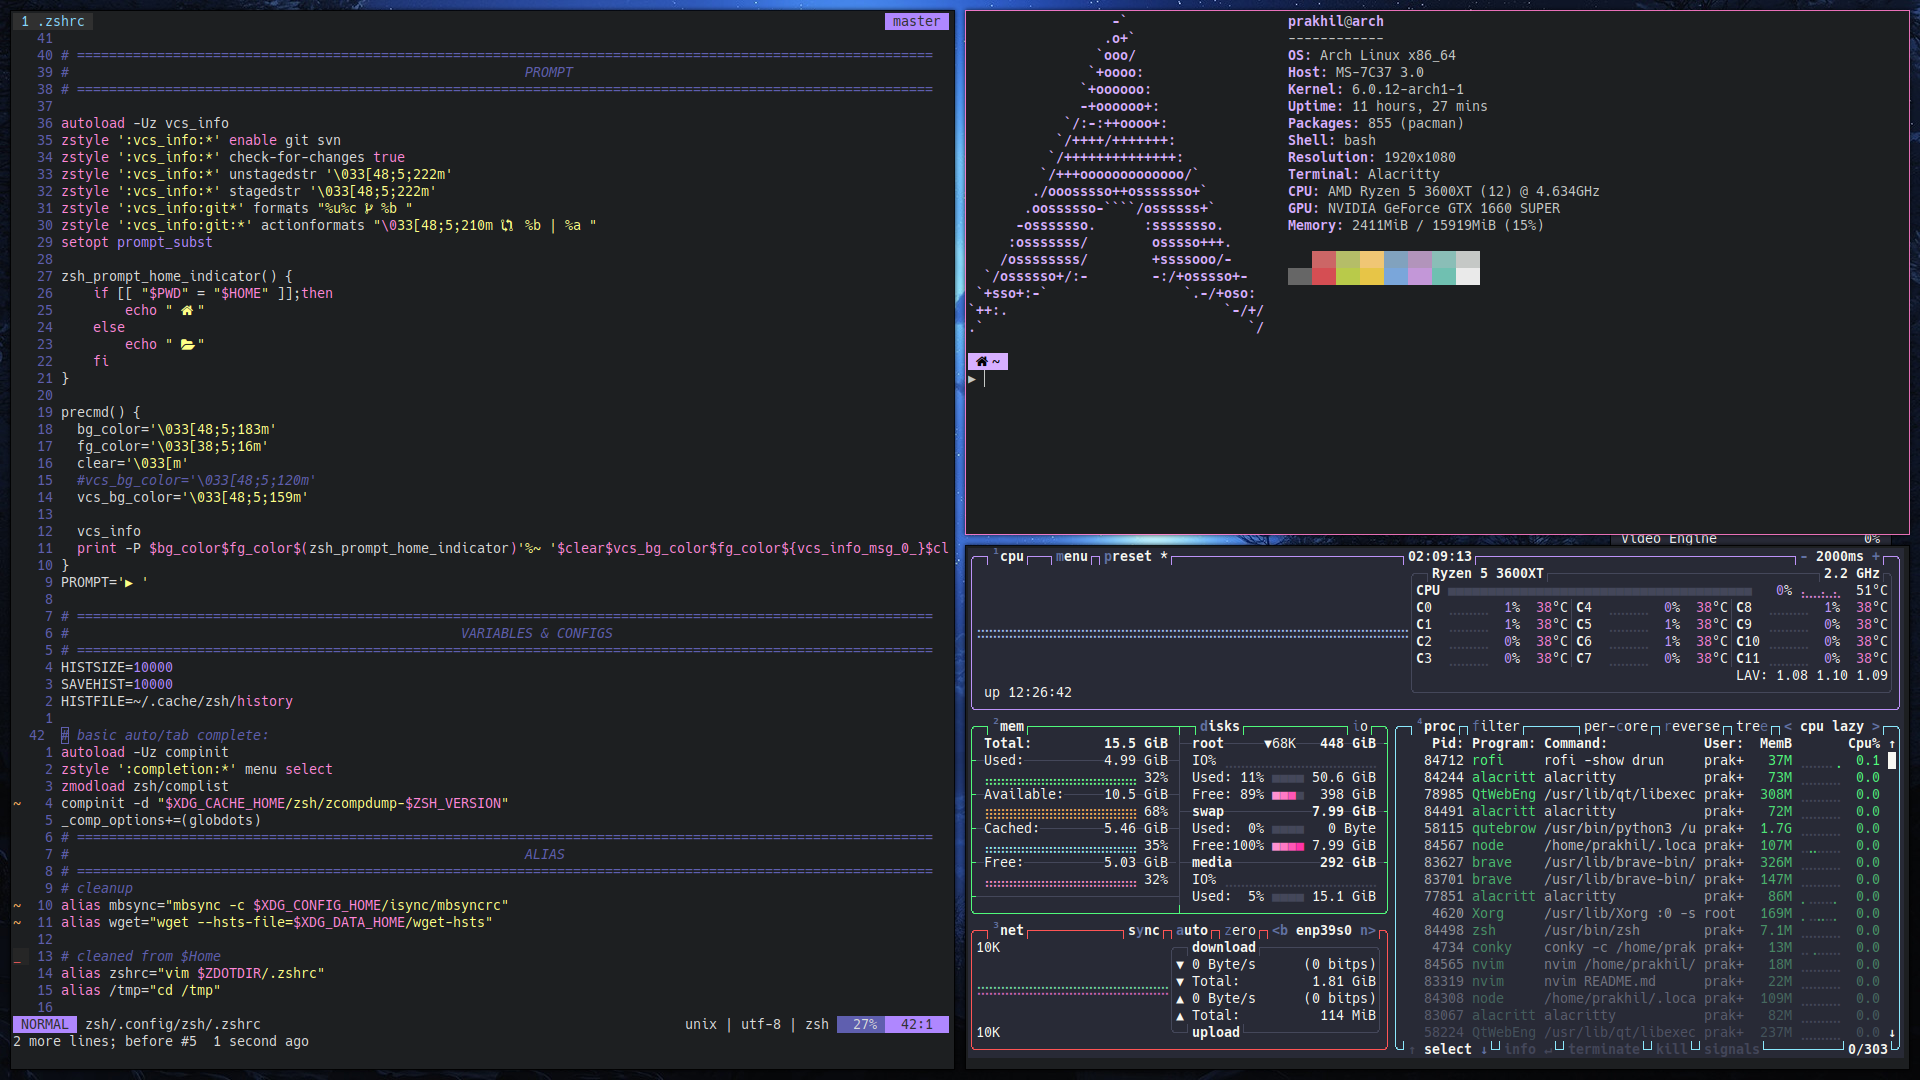 1 .zshrc master
41
40 # ===========================================================================================================
39 # PROMPT
38 # ===========================================================================================================
37
36 autoload -Uz vcs_info
35 zstyle ':vcs_info:*' enable git svn
34 zstyle ':vcs_info:*' check-for-changes true
33 zstyle ':vcs_info:*' unstagedstr '\033[48;5;222m'
32 zstyle ':vcs_info:*' stagedstr '\033[48;5;222m'
31 zstyle ':vcs_info:git*' formats "%u%c %b "
30 zstyle ':vcs_info:git:*' actionformats "\033[48;5;210m %b | %a "
29 setopt prompt_subst
28
27 zsh_prompt_home_indicator() {
26 if [[ "$PWD" = "$HOME" ]];then
25 echo " "
24 else
23 echo " "
22 fi
21 }
20
19 precmd() {
18 bg_color='\033[48;5;183m'
17 fg_color='\033[38;5;16m'
16 clear='\033[m'
15 #vcs_bg_color='\033[48;5;120m'
14 vcs_bg_color='\033[48;5;159m'
13
12 vcs_info
11 print -P $bg_color$fg_color$(zsh_prompt_home_indicator)'%~ '$clear$vcs_bg_color$fg_color${vcs_info_msg_0_}$cl
10 }
9 PROMPT='▶ '
8
7 # ===========================================================================================================
6 # VARIABLES & CONFIGS
5 # ===========================================================================================================
4 HISTSIZE=10000
3 SAVEHIST=10000
2 HISTFILE=~/.cache/zsh/history
1
42 # basic auto/tab complete:
1 autoload -Uz compinit
2 zstyle ':completion:*' menu select
3 zmodload zsh/complist
~ 4 compinit -d "$XDG_CACHE_HOME/zsh/zcompdump-$ZSH_VERSION"
5 _comp_options+=(globdots)
6 # ===========================================================================================================
7 # ALIAS
8 # ===========================================================================================================
9 # cleanup
~ 10 alias mbsync="mbsync -c $XDG_CONFIG_HOME/isync/mbsyncrc"
~ 11 alias wget="wget --hsts-file=$XDG_DATA_HOME/wget-hsts"
12
_ 13 # cleaned from $Home
14 alias zshrc="vim $ZDOTDIR/.zshrc"
15 alias /tmp="cd /tmp"
16
NORMAL zsh/.config/zsh/.zshrc unix | utf-8 | zsh 27% 42:1
2 more lines; before #5 1 second ago
-`
.o+`
`ooo/
`+oooo:
`+oooooo:
-+oooooo+:
`/:-:++oooo+:
`/++++/+++++++:
`/++++++++++++++:
`/+++ooooooooooooo/`
./ooosssso++osssssso+`
.oossssso-````/ossssss+`
-osssssso. :ssssssso.
:osssssss/ osssso+++.
/ossssssss/ +ssssooo/-
`/ossssso+/:- -:/+osssso+-
`+sso+:-` `.-/+oso:
`++:. `-/+/
.` `/
prakhil@arch
------------
OS: Arch Linux x86_64
Host: MS-7C37 3.0
Kernel: 6.0.12-arch1-1
Uptime: 11 hours, 27 mins
Packages: 855 (pacman)
Shell: bash
Resolution: 1920x1080
Terminal: Alacritty
CPU: AMD Ryzen 5 3600XT (12) @ 4.634GHz
GPU: NVIDIA GeForce GTX 1660 SUPER
Memory: 2411MiB / 15919MiB (15%)
~
▶
Video Engine 0%
1cpu menu preset * 02:09:13 - 2000ms +
Ryzen 5 3600XT 2.2 GHz
CPU 0% 51°C
C0 1% 38°C C4 0% 38°C C8 1% 38°C
C1 1% 38°C C5 1% 38°C C9 0% 38°C
C2 0% 38°C C6 1% 38°C C10 0% 38°C
C3 0% 38°C C7 0% 38°C C11 0% 38°C
LAV: 1.08 1.10 1.09
up 12:26:42
2mem
Total: 15.5 GiB
Used: 4.99 GiB
32%
Available: 10.5 GiB
68%
Cached: 5.46 GiB
35%
Free: 5.03 GiB
32%
disks io
root ▼68K 448 GiB
IO%
Used: 11% 50.6 GiB
Free: 89% 398 GiB
swap 7.99 GiB
Used: 0% 0 Byte
Free:100% 7.99 GiB
media 292 GiB
IO%
Used: 5% 15.1 GiB
3net sync auto zero <b enp39s0 n>
10K
download
▼ 0 Byte/s (0 bitps)
▼ Total: 1.81 GiB
▲ 0 Byte/s (0 bitps)
▲ Total: 114 MiB
upload
10K
4proc filter per-core reverse tree < cpu lazy >
Pid: Program: Command: User: MemB Cpu% ↑
84712 rofi rofi -show drun prak+ 37M 0.1
84244 alacritt alacritty prak+ 73M 0.0
78985 QtWebEng /usr/lib/qt/libexec prak+ 308M 0.0
84491 alacritt alacritty prak+ 72M 0.0
58115 qutebrow /usr/bin/python3 /u prak+ 1.7G 0.0
84567 node /home/prakhil/.loca prak+ 107M 0.0
83627 brave /usr/lib/brave-bin/ prak+ 326M 0.0
83701 brave /usr/lib/brave-bin/ prak+ 147M 0.0
77851 alacritt alacritty prak+ 86M 0.0
4620 Xorg /usr/lib/Xorg :0 -s root 169M 0.0
84498 zsh /usr/bin/zsh prak+ 7.1M 0.0
4734 conky conky -c /home/prak prak+ 13M 0.0
84565 nvim nvim /home/prakhil/ prak+ 18M 0.0
83319 nvim nvim README.md prak+ 22M 0.0
84308 node /home/prakhil/.loca prak+ 109M 0.0
83067 alacritt alacritty prak+ 82M 0.0
58224 QtWebEng /usr/lib/qt/libexec prak+ 237M 0.0 ↓
↑ select ↓ info ↵ terminate kill signals 0/303